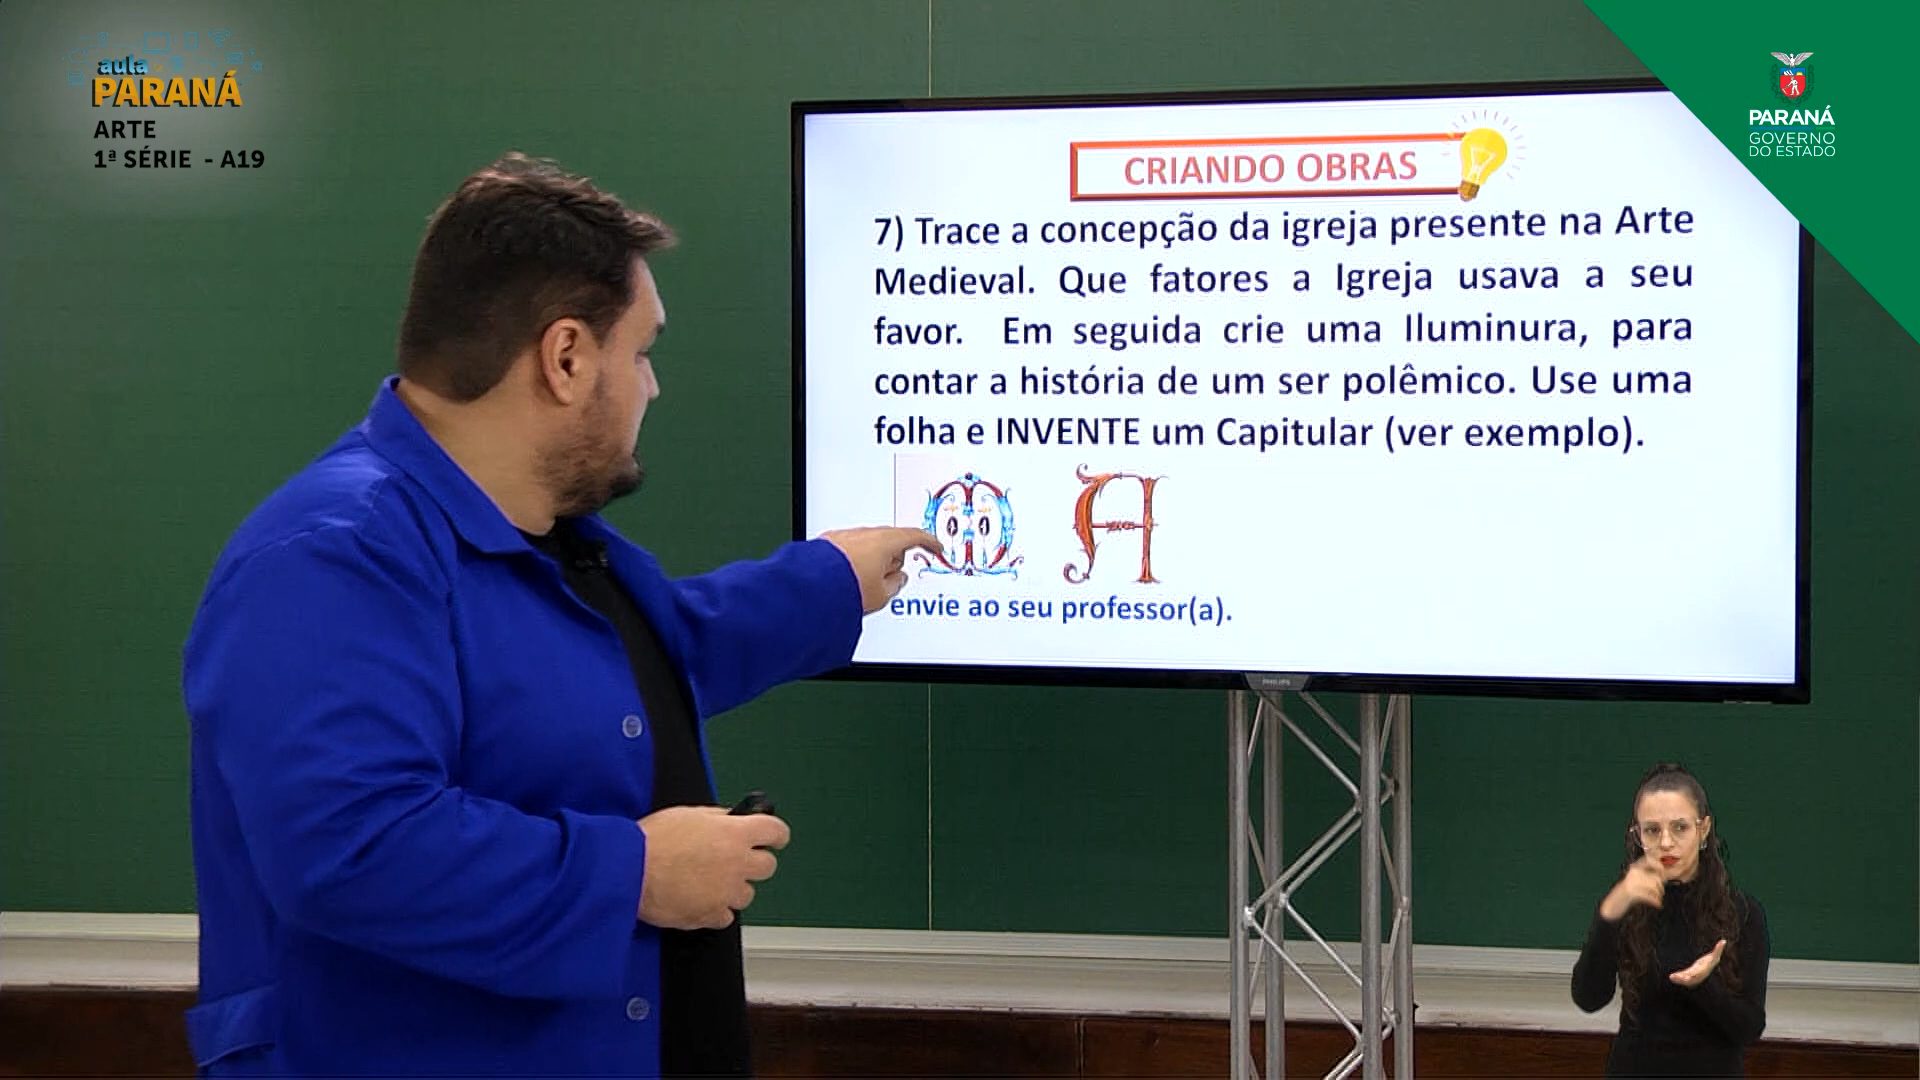 aula
PARANÁ
ARTE
1ª SÉRIE - A19
PARANÁ
GOVERNO
DO ESTADO
CRIANDO OBRAS
7) Trace a concepção da igreja presente na Arte
Medieval. Que fatores a Igreja usava a seu
favor. Em seguida crie uma Iluminura, para
contar a história de um ser polêmico. Use uma
folha e INVENTE um Capitular (ver exemplo).
M A
envie ao seu professor(a).
PHILIPS